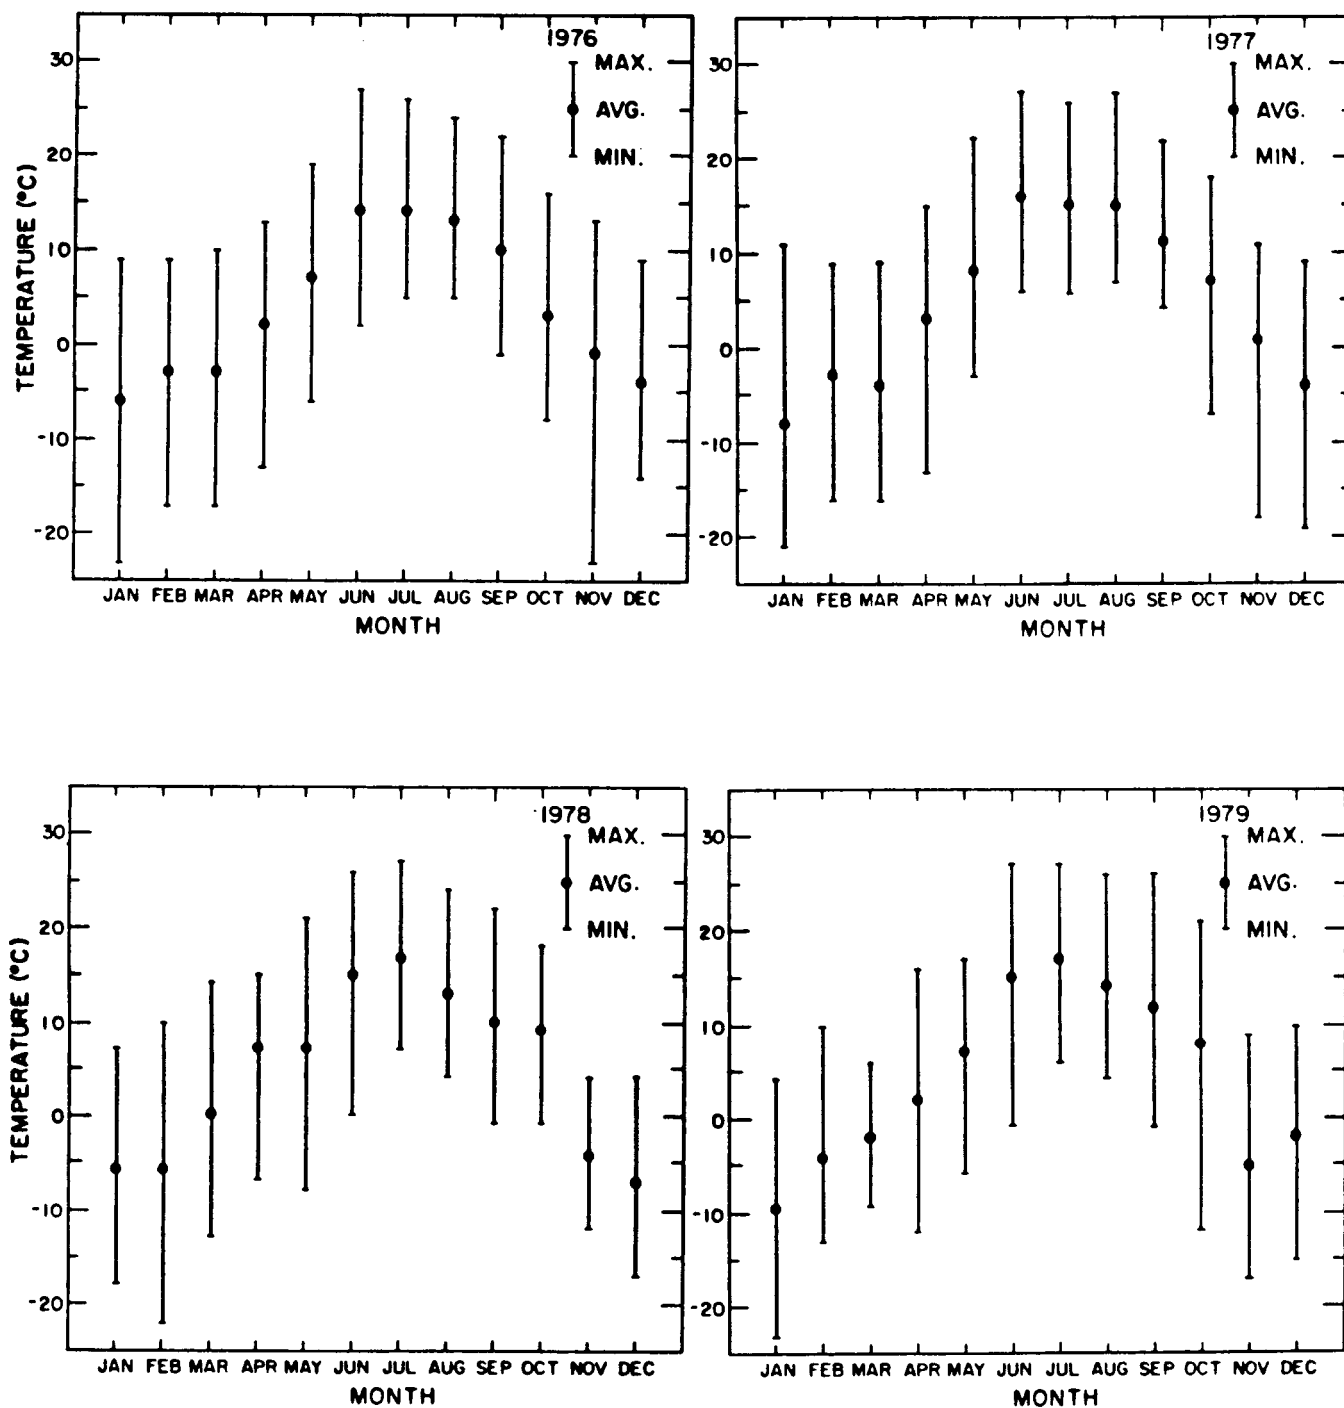 1976
MAX.
AVG.
MIN.
30
20
10
0
-10
-20
TEMPERATURE (°C)
JAN FEB MAR APR MAY JUN JUL AUG SEP OCT NOV DEC
MONTH
1977
MAX.
AVG.
MIN.
30
20
10
0
-10
-20
JAN FEB MAR APR MAY JUN JUL AUG SEP OCT NOV DEC
MONTH
1978
MAX.
AVG.
MIN.
30
20
10
0
-10
-20
TEMPERATURE (°C)
JAN FEB MAR APR MAY JUN JUL AUG SEP OCT NOV DEC
MONTH
1979
MAX.
AVG.
MIN.
30
20
10
0
-10
-20
JAN FEB MAR APR MAY JUN JUL AUG SEP OCT NOV DEC
MONTH